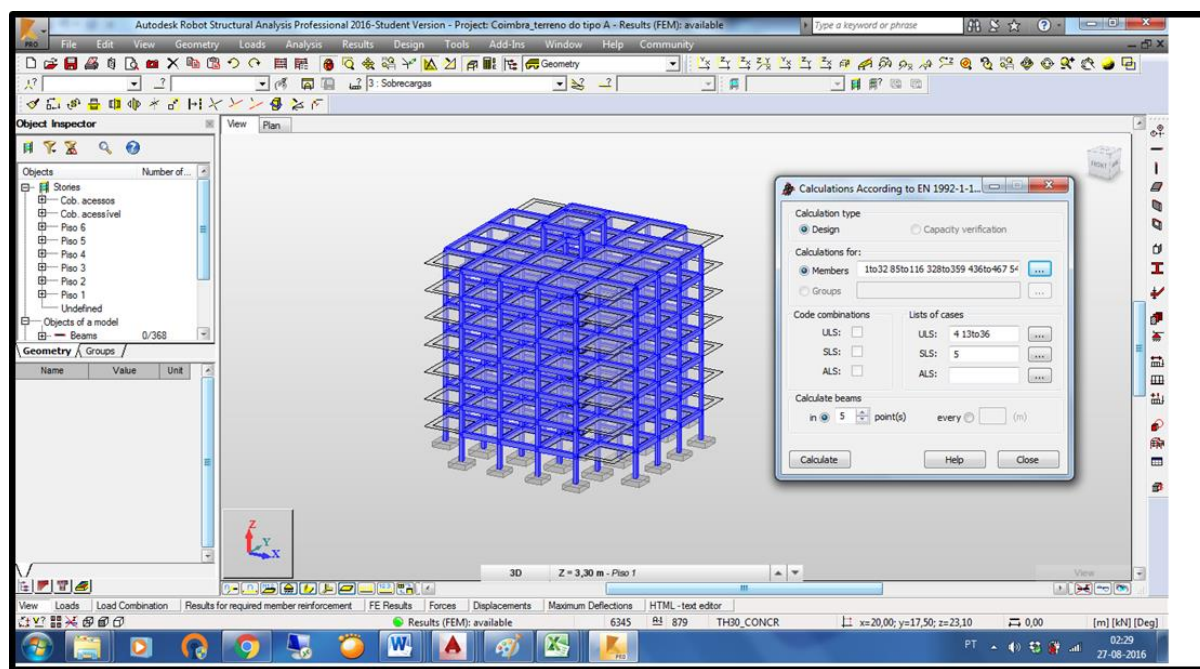 Autodesk Robot Structural Analysis Professional 2016-Student Version - Project: Coimbra_terreno do tipo A - Results (FEM): available
Type a keyword or phrase
PRO
File Edit View Geometry Loads Analysis Results Design Tools Add-Ins Window Help Community
Geometry
3 : Sobrecargas
Object Inspector
View Plan
Objects Number of...
Stories
Cob. acessos
Cob. acessível
Piso 6
Piso 5
Piso 4
Piso 3
Piso 2
Piso 1
Undefined
Objects of a model
Beams 0/368
Geometry Groups
Name Value Unit
FRONT
Calculations According to EN 1992-1-1...
Calculation type
Design Capacity verification
Calculations for:
Members 1to32 85to116 328to359 436to467 54 ...
Groups ...
Code combinations Lists of cases
ULS: ULS: 4 13to36 ...
SLS: SLS: 5 ...
ALS: ALS: ...
Calculate beams
in 5 point(s) every (m)
Calculate Help Close
Z
Y
X
3D Z = 3,30 m - Piso 1
View
View Loads Load Combination Results for required member reinforcement FE Results Forces Displacements Maximum Deflections HTML -text editor
Results (FEM): available 6345 879 TH30_CONCR x=20,00; y=17,50; z=23,10 0,00 [m] [kN] [Deg]
PT 02:29
27-08-2016